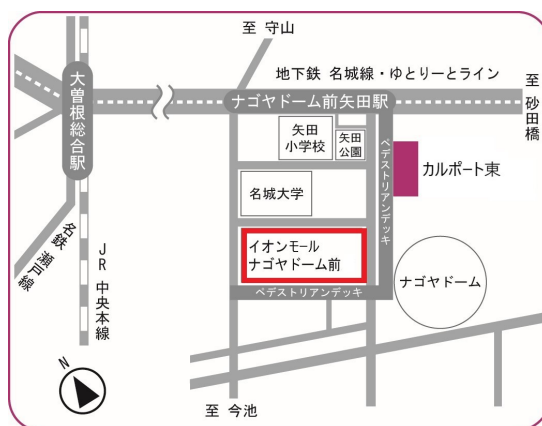 至 守山
地下鉄 名城線・ゆとりーとライン
至 砂田橋
大曽根総合駅
ナゴヤドーム前矢田駅
矢田
小学校
矢田
公園
ペデストリアンデッキ
カルポート東
名城大学
イオンモール
ナゴヤドーム前
ナゴヤドーム
ペデストリアンデッキ
名鉄 瀬戸線
JR 中央本線
N
至 今池